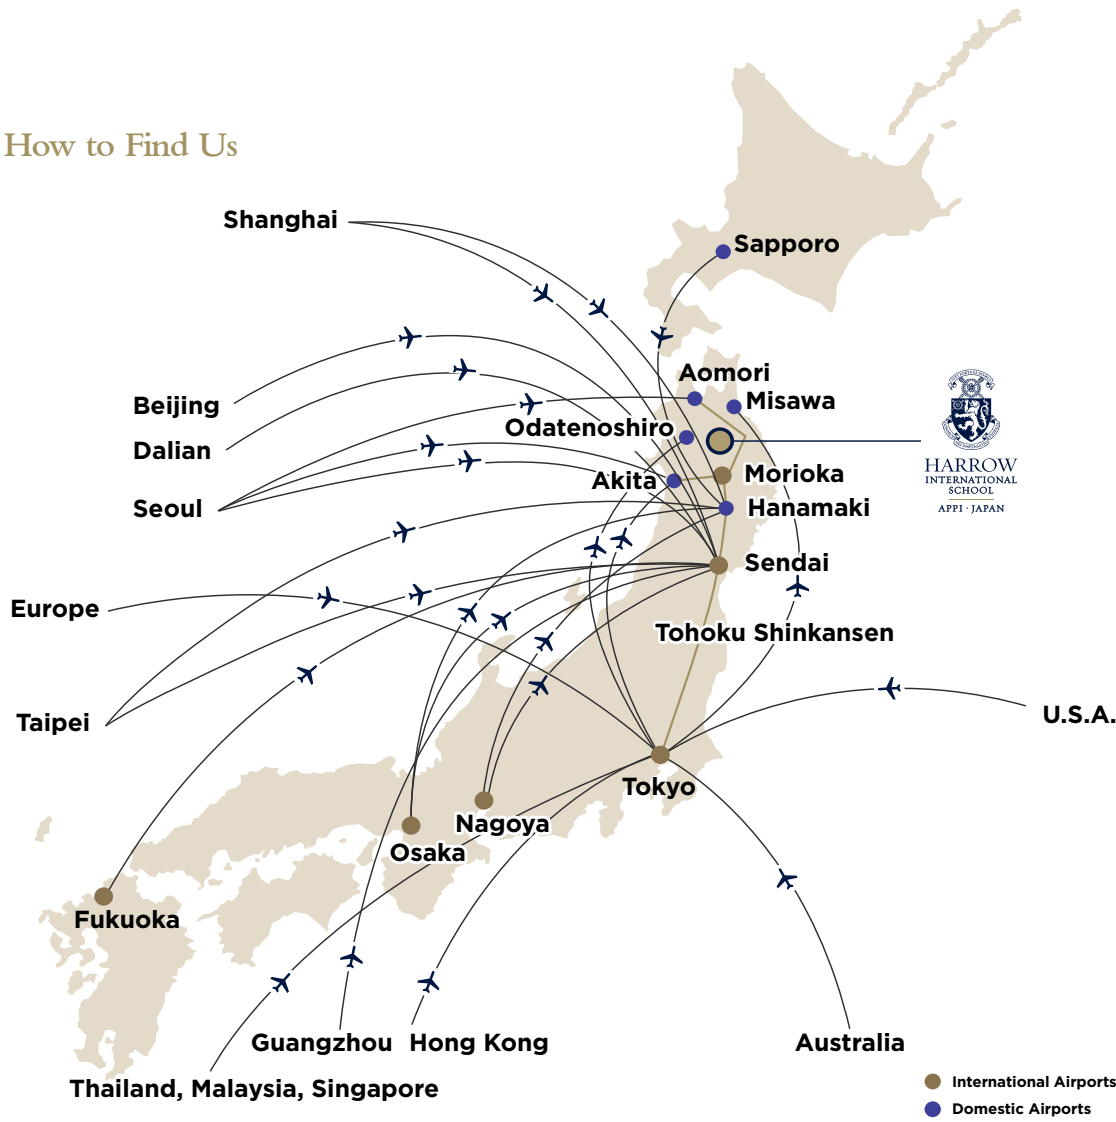 How to Find Us
Shanghai
Sapporo
Aomori
Misawa
Beijing
Odatenoshiro
Dalian
HARROW
INTERNATIONAL
SCHOOL
APPI · JAPAN
Akita
Morioka
Seoul
Hanamaki
Sendai
Europe
Tohoku Shinkansen
Taipei
U.S.A.
Tokyo
Nagoya
Osaka
Fukuoka
Guangzhou
Hong Kong
Australia
Thailand, Malaysia, Singapore
International Airports
Domestic Airports